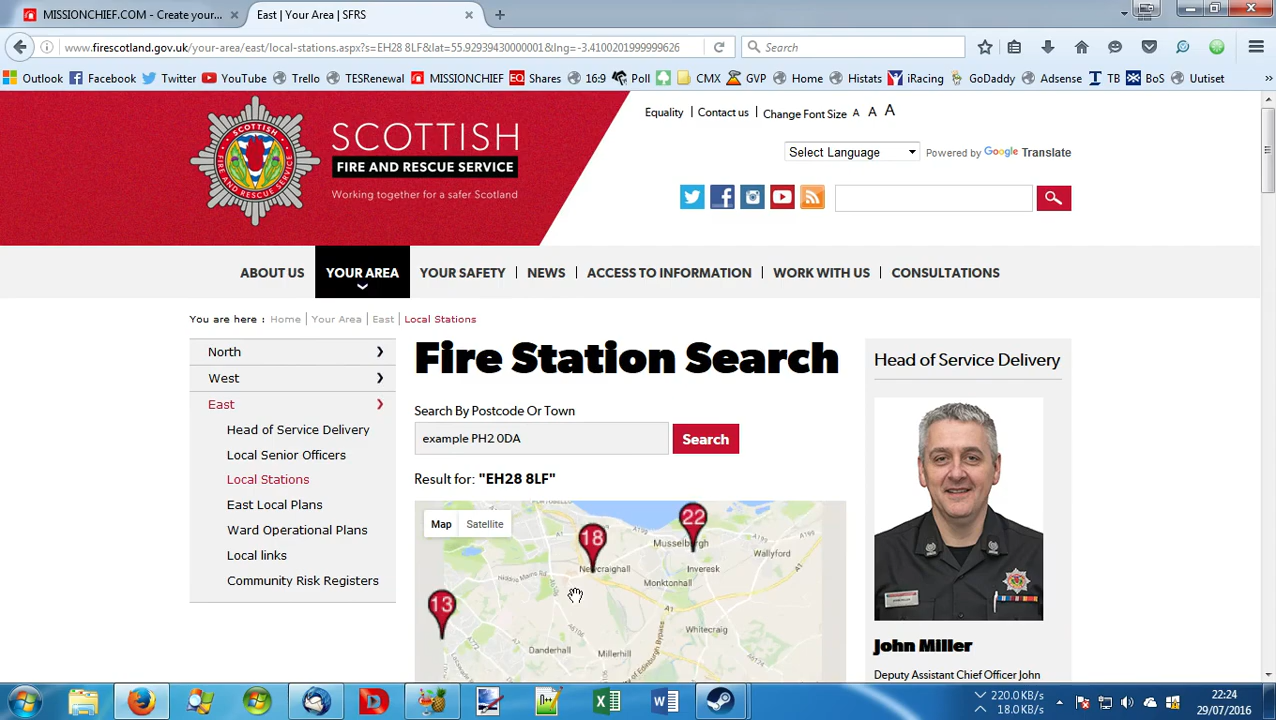 MISSIONCHIEF.COM - Create your...
East | Your Area | SFRS
www.firescotland.gov.uk/your-area/east/local-stations.aspx?s=EH28 8LF&lat=55.92939430000001&lng=-3.4100201999999626
Search
Outlook Facebook Twitter YouTube Trello TESRenewal MISSIONCHIEF Shares 16:9 Poll CMX GVP Home Histats iRacing GoDaddy Adsense TB BoS Uutiset
Equality | Contact us | Change Font Size A A A
SCOTTISH
FIRE AND RESCUE SERVICE
Working together for a safer Scotland
Select Language
Powered by Google Translate
ABOUT US YOUR AREA YOUR SAFETY | NEWS | ACCESS TO INFORMATION | WORK WITH US | CONSULTATIONS
You are here : Home | Your Area | East | Local Stations
North
West
East
Head of Service Delivery
Local Senior Officers
Local Stations
East Local Plans
Ward Operational Plans
Local links
Community Risk Registers
Fire Station Search
Search By Postcode Or Town
example PH2 0DA
Search
Result for: "EH28 8LF"
Map Satellite
18
22
13
Musselburgh
Wallyford
Newcraighall
Inveresk
Monktonhall
Whitecraig
Danderhall
Millerhill
A199
A1
A6106
Head of Service Delivery
John Miller
Deputy Assistant Chief Officer John
220.0KB/s
18.0KB/s
22:24
29/07/2016